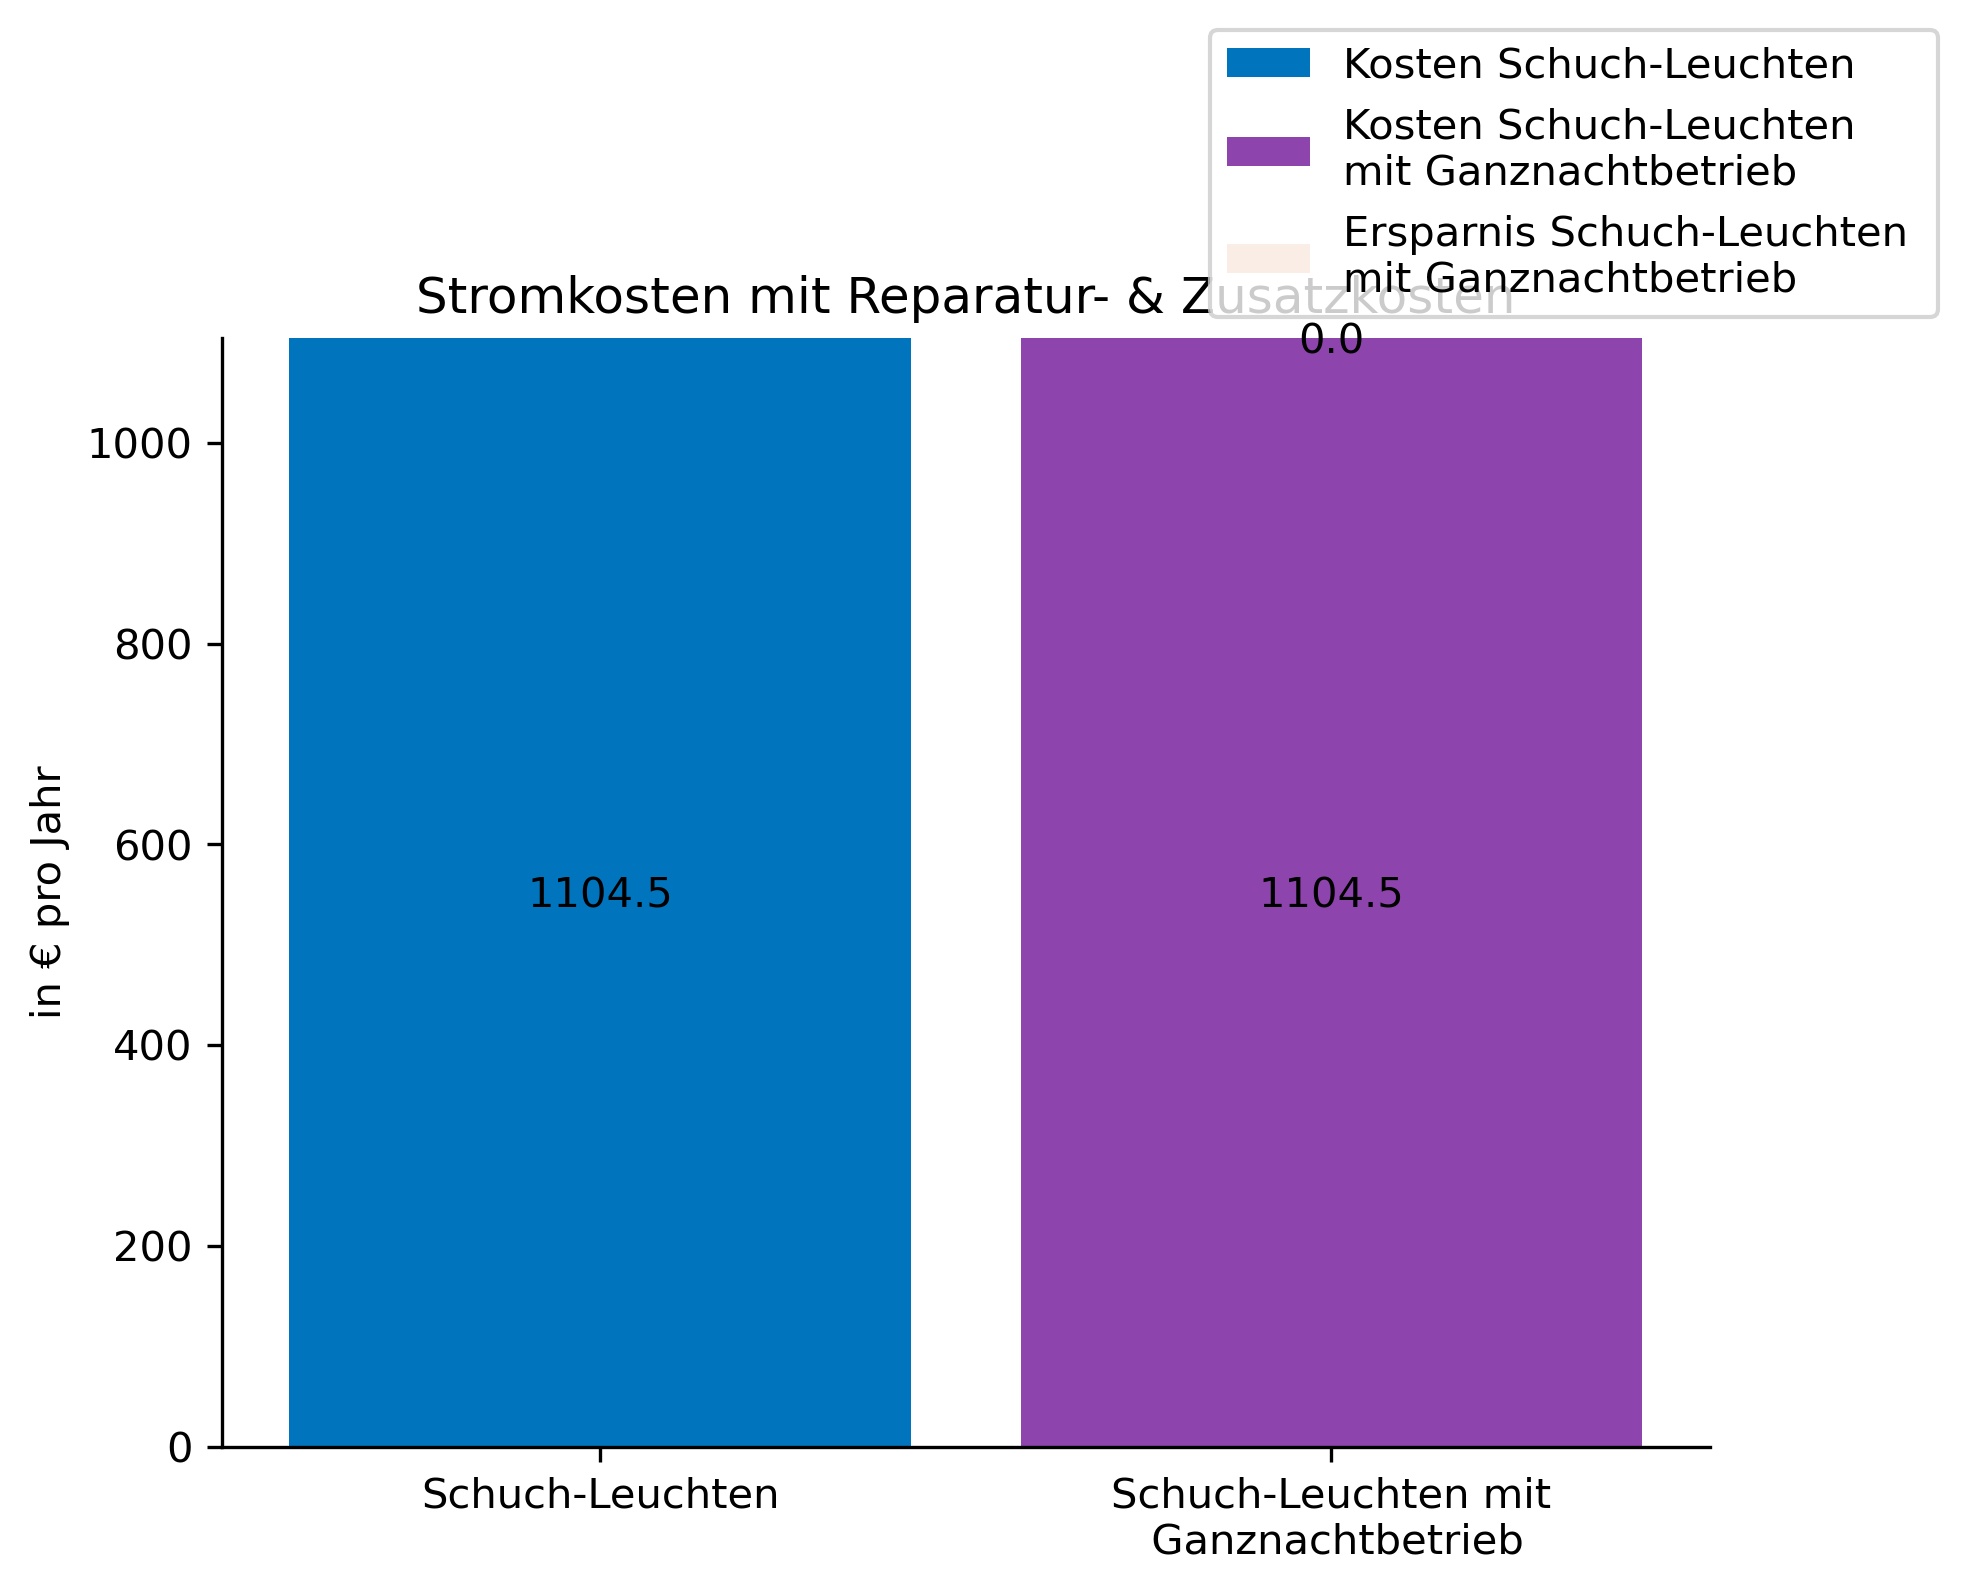 Kosten Schuch-Leuchten
Kosten Schuch-Leuchten
mit Ganznachtbetrieb
Ersparnis Schuch-Leuchten
mit Ganznachtbetrieb
Stromkosten mit Reparatur- & Zusatzkosten
0.0
1000
800
600
400
200
0
in € pro Jahr
1104.5
1104.5
Schuch-Leuchten
Schuch-Leuchten mit
Ganznachtbetrieb